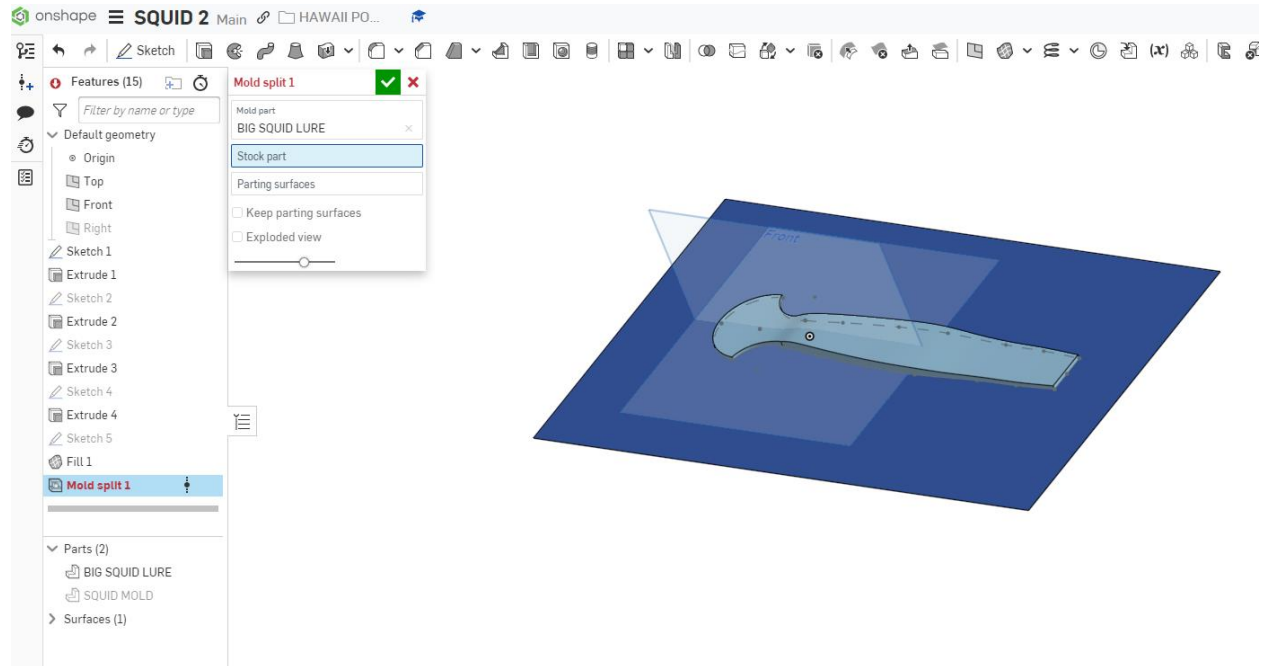 onshape SQUID 2 Main HAWAII PO...
Sketch (x)
Features (15)
Filter by name or type
Default geometry
Origin
Top
Front
Right
Sketch 1
Extrude 1
Sketch 2
Extrude 2
Sketch 3
Extrude 3
Sketch 4
Extrude 4
Sketch 5
Fill 1
Mold split 1
Parts (2)
BIG SQUID LURE
SQUID MOLD
Surfaces (1)
Mold split 1
Mold part
BIG SQUID LURE
Stock part
Parting surfaces
Keep parting surfaces
Exploded view
Front